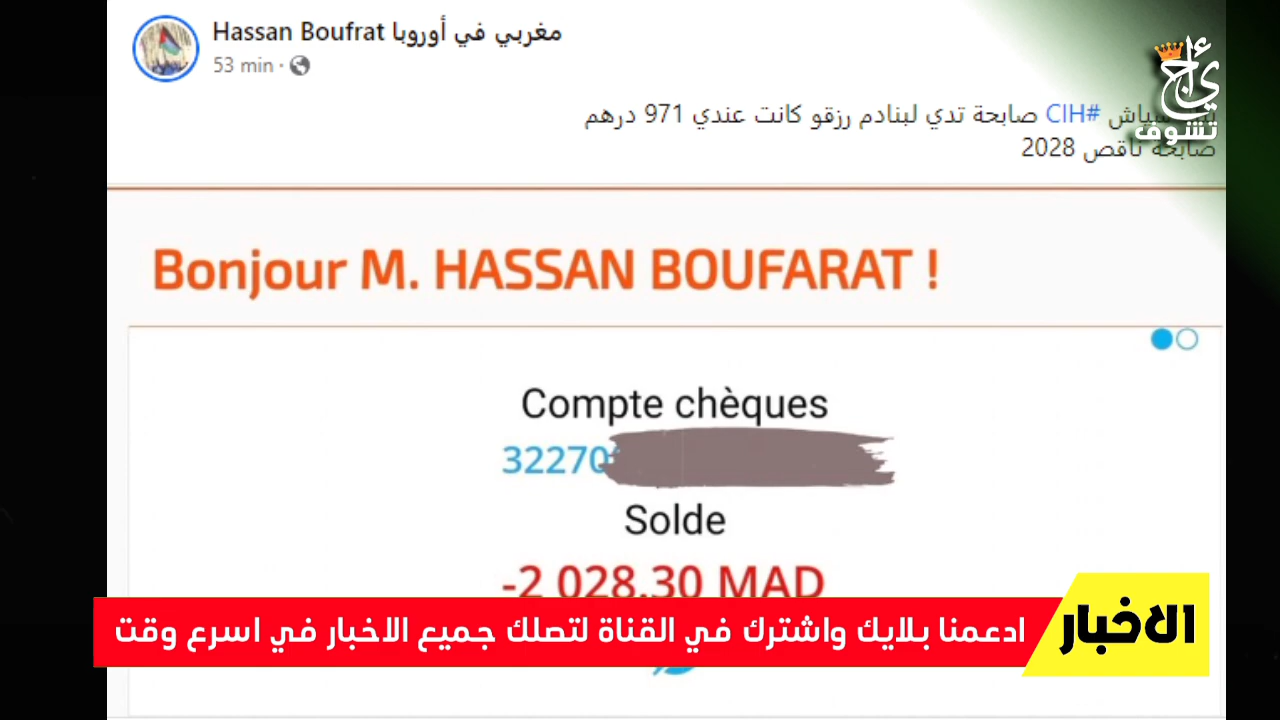 Hassan Boufrat مغربي في أوروبا
53 min ·
#CIH صابحة تدي لبنادم رزقو كانت عندي 971 درهم
صابحة ناقص 2028
تشوف
Bonjour M. HASSAN BOUFARAT !
Compte chèques
32270
Solde
-2 028.30 MAD
الاخبار
ادعمنا بلايك واشترك في القناة لتصلك جميع الاخبار في اسرع وقت